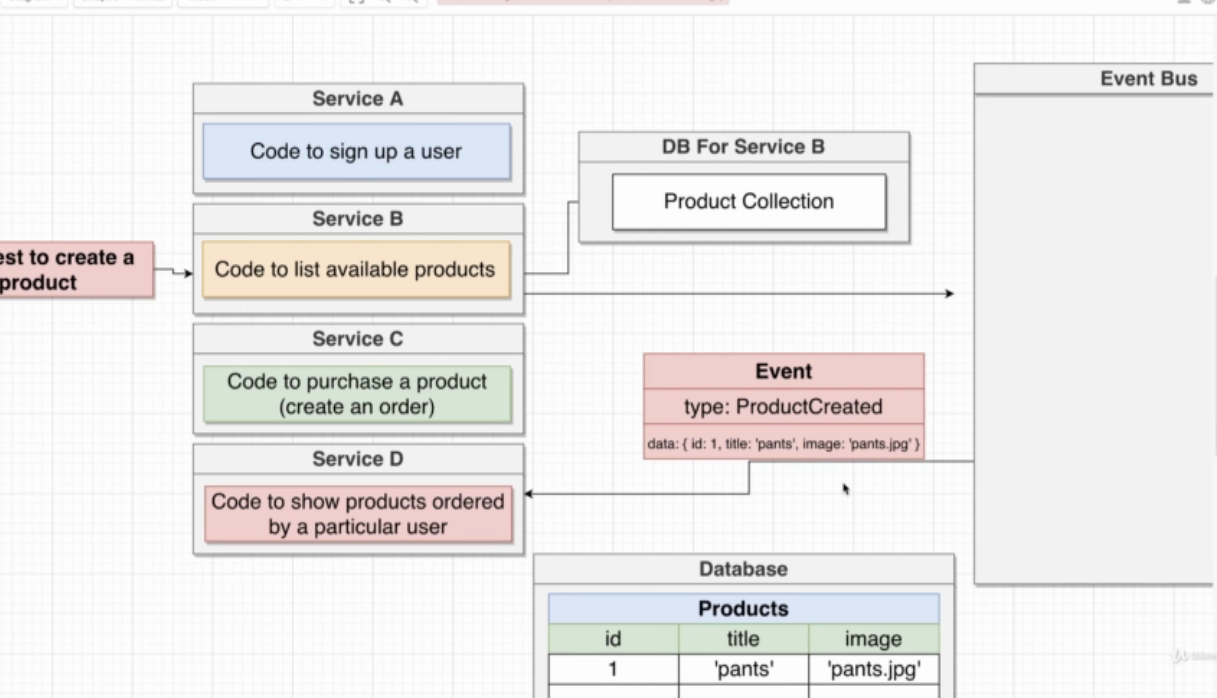 Service A
Code to sign up a user
Event Bus
DB For Service B
Product Collection
Service B
Code to list available products
est to create a
product
Service C
Code to purchase a product
(create an order)
Event
type: ProductCreated
data: { id: 1, title: 'pants', image: 'pants.jpg' }
Service D
Code to show products ordered
by a particular user
Database
Products
id title image
1 'pants' 'pants.jpg'